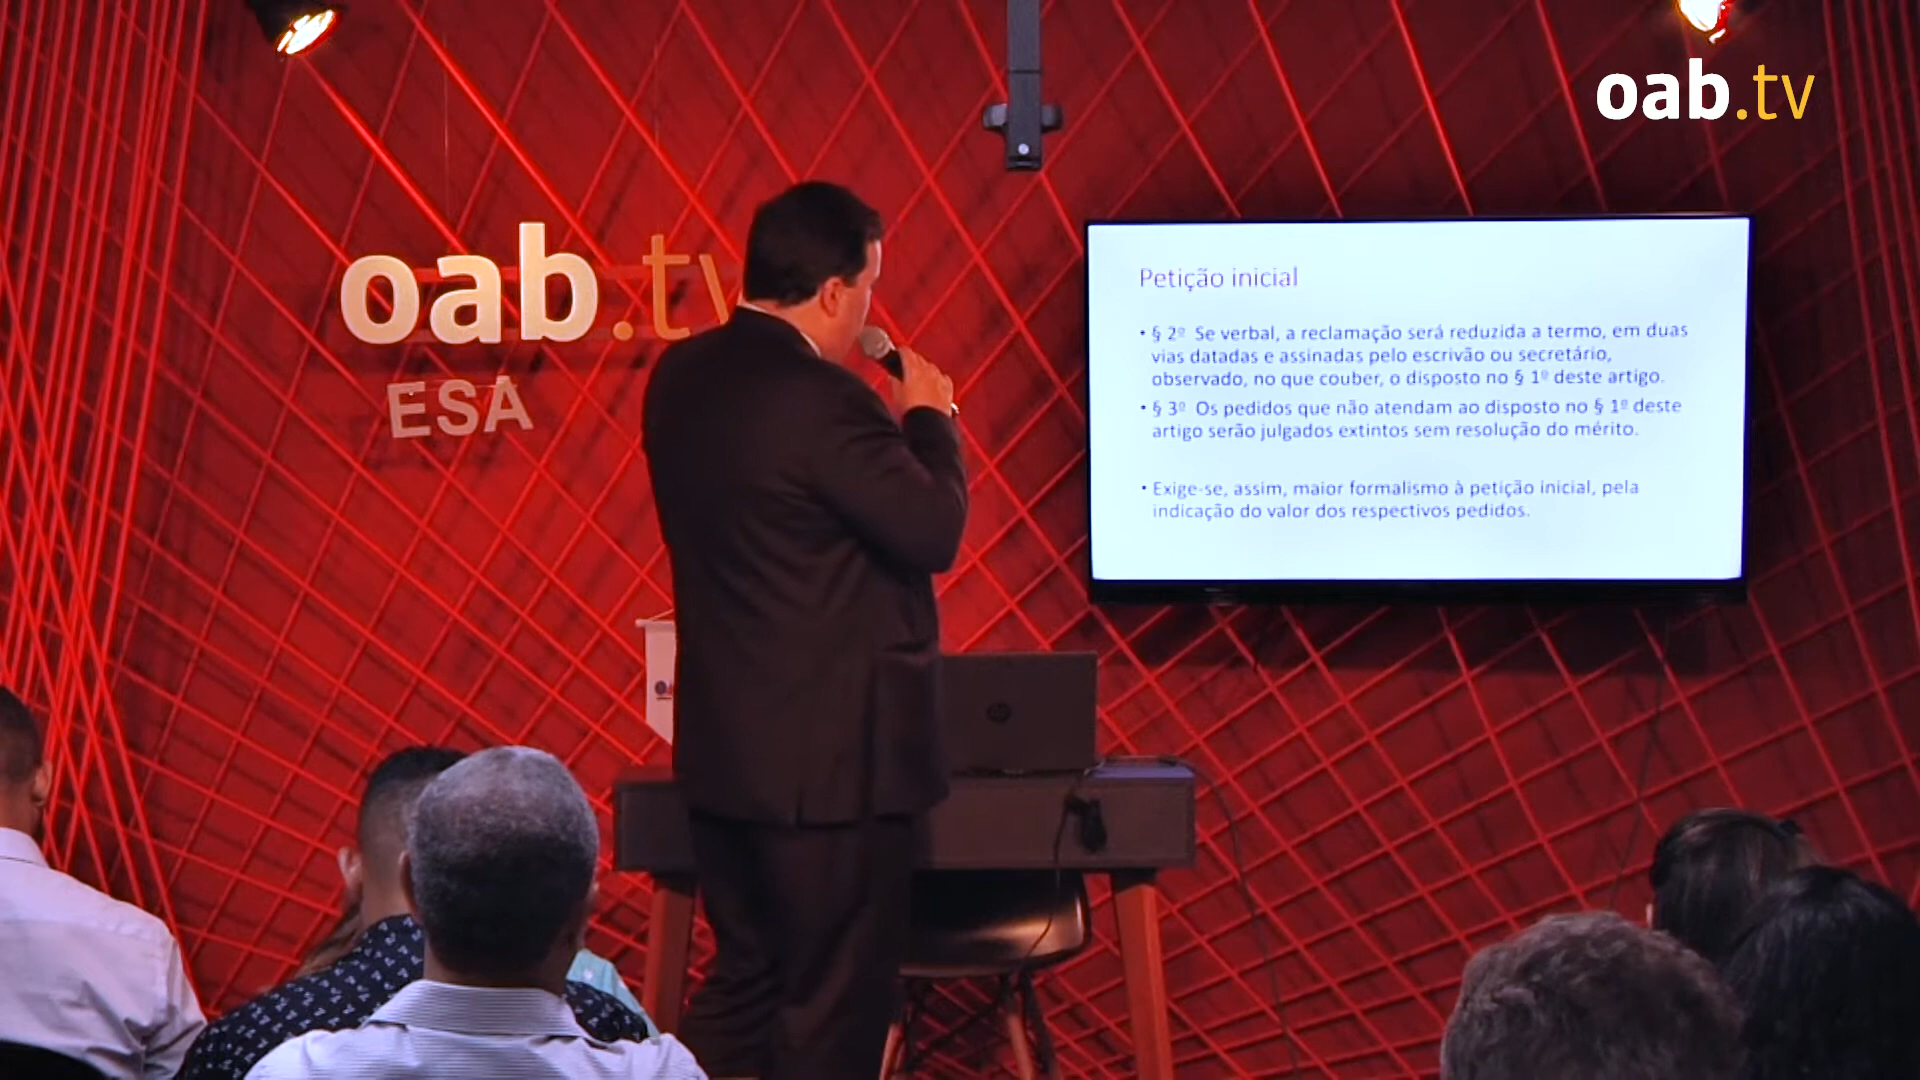 oab.tv
oab.tv
ESA
Petição inicial
• § 2º Se verbal, a reclamação será reduzida a termo, em duas
vias datadas e assinadas pelo escrivão ou secretário,
observado, no que couber, o disposto no § 1º deste artigo.
• § 3º Os pedidos que não atendam ao disposto no § 1º deste
artigo serão julgados extintos sem resolução do mérito.
• Exige-se, assim, maior formalismo à petição inicial, pela
indicação do valor dos respectivos pedidos.
hp